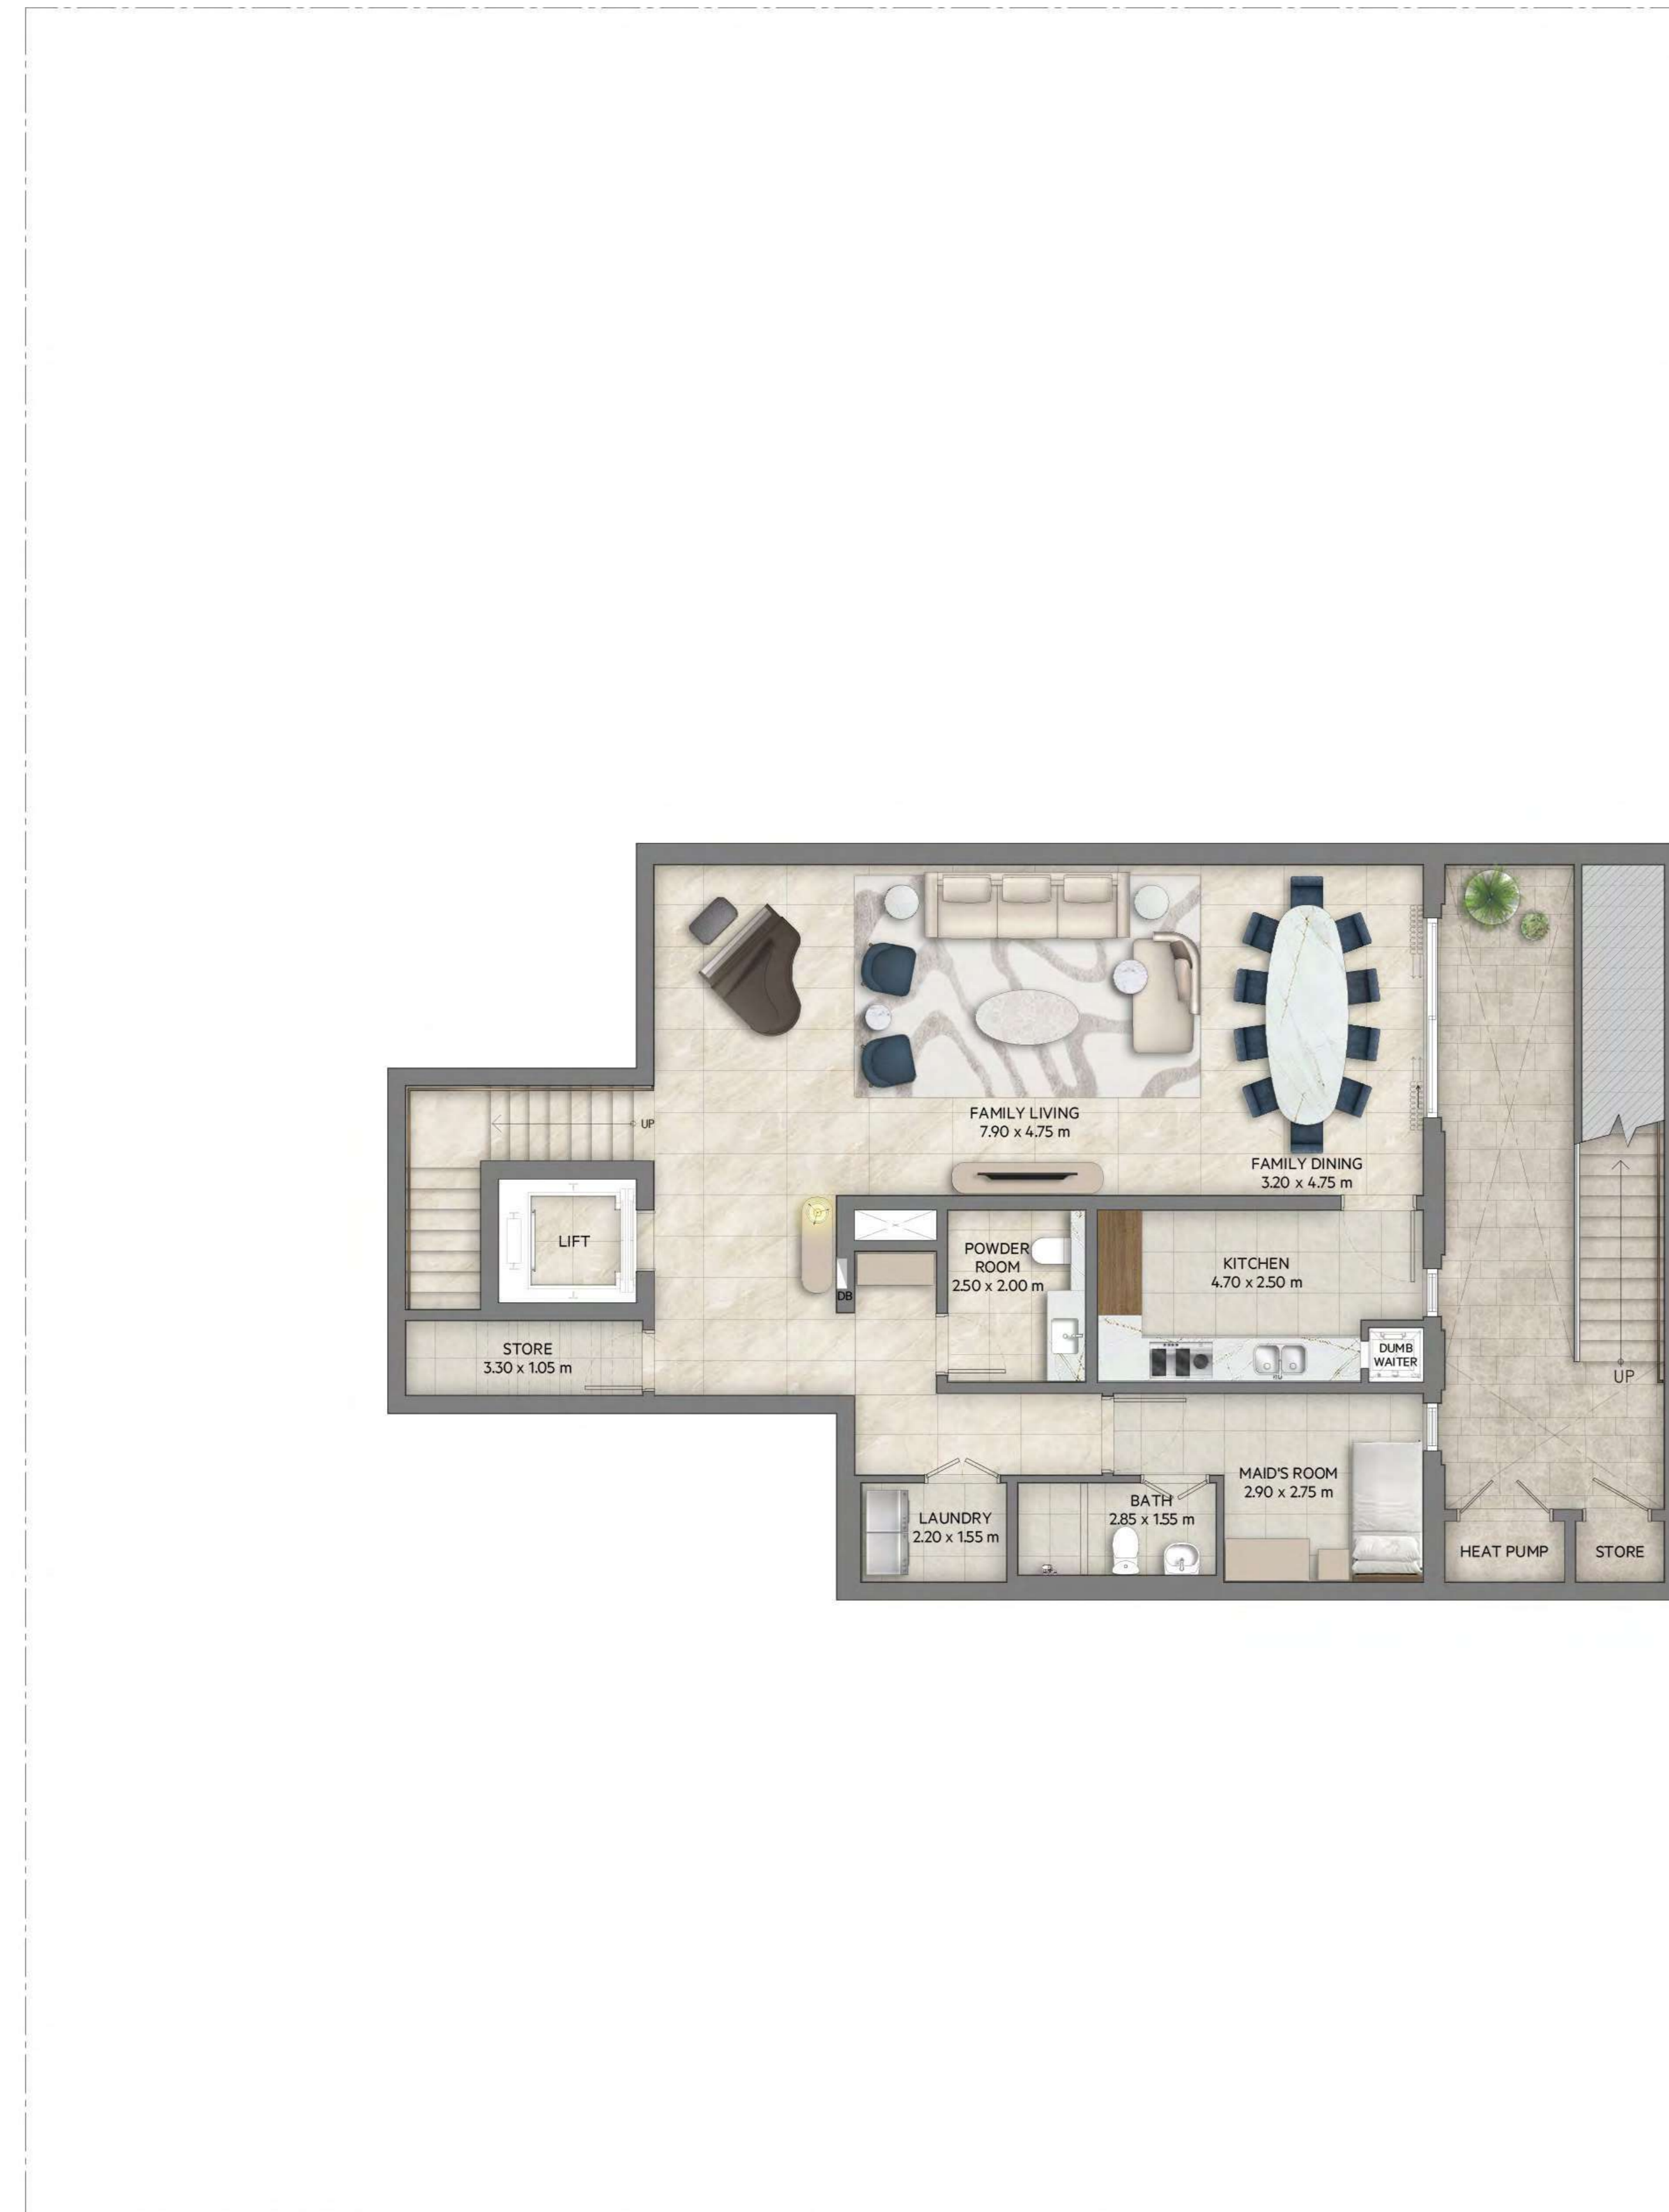 UP
FAMILY LIVING
7.90 x 4.75 m
FAMILY DINING
3.20 x 4.75 m
LIFT
POWDER
ROOM
2.50 x 2.00 m
KITCHEN
4.70 x 2.50 m
DB
STORE
3.30 x 1.05 m
DUMB
WAITER
UP
MAID'S ROOM
2.90 x 2.75 m
LAUNDRY
2.20 x 1.55 m
BATH
2.85 x 1.55 m
HEAT PUMP
STORE